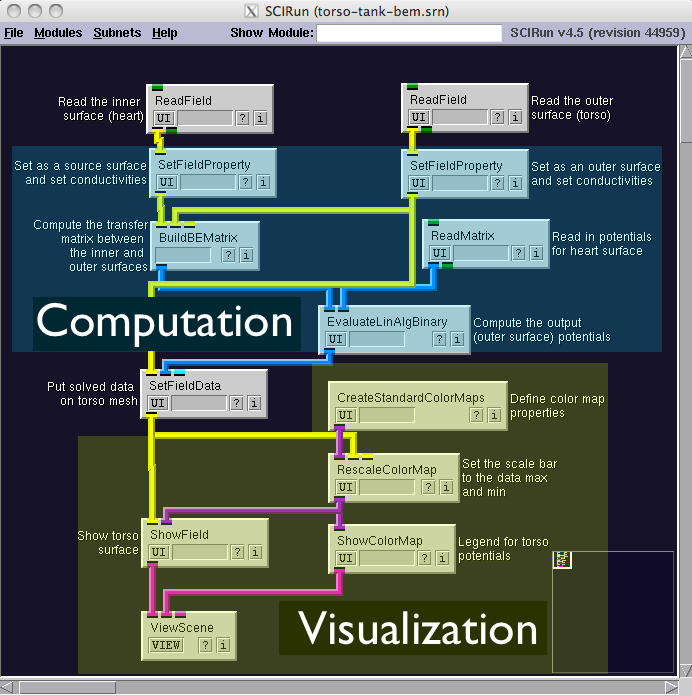 SCIRun (torso-tank-bem.srn)
File Modules Subnets Help Show Module: SCIRun v4.5 (revision 44959)
Read the inner
surface (heart)
ReadField
UI ? i
ReadField
UI ? i
Read the outer
surface (torso)
Set as a source surface
and set conductivities
SetFieldProperty
UI ? i
SetFieldProperty
UI ? i
Set as an outer surface
and set conductivities
Compute the transfer
matrix between
the inner and
outer surfaces
BuildBEMatrix
? i
ReadMatrix
UI ? i
Read in potentials
for heart surface
Computation
EvaluateLinAlgBinary
UI ? i
Compute the output
(outer surface) potentials
Put solved data
on torso mesh
SetFieldData
UI ? i
CreateStandardColorMaps
UI ? i
Define color map
properties
RescaleColorMap
UI ? i
Set the scale bar
to the data max
and min
Show torso
surface
ShowField
UI ? i
ShowColorMap
UI ? i
Legend for torso
potentials
ViewScene
VIEW ? i
Visualization